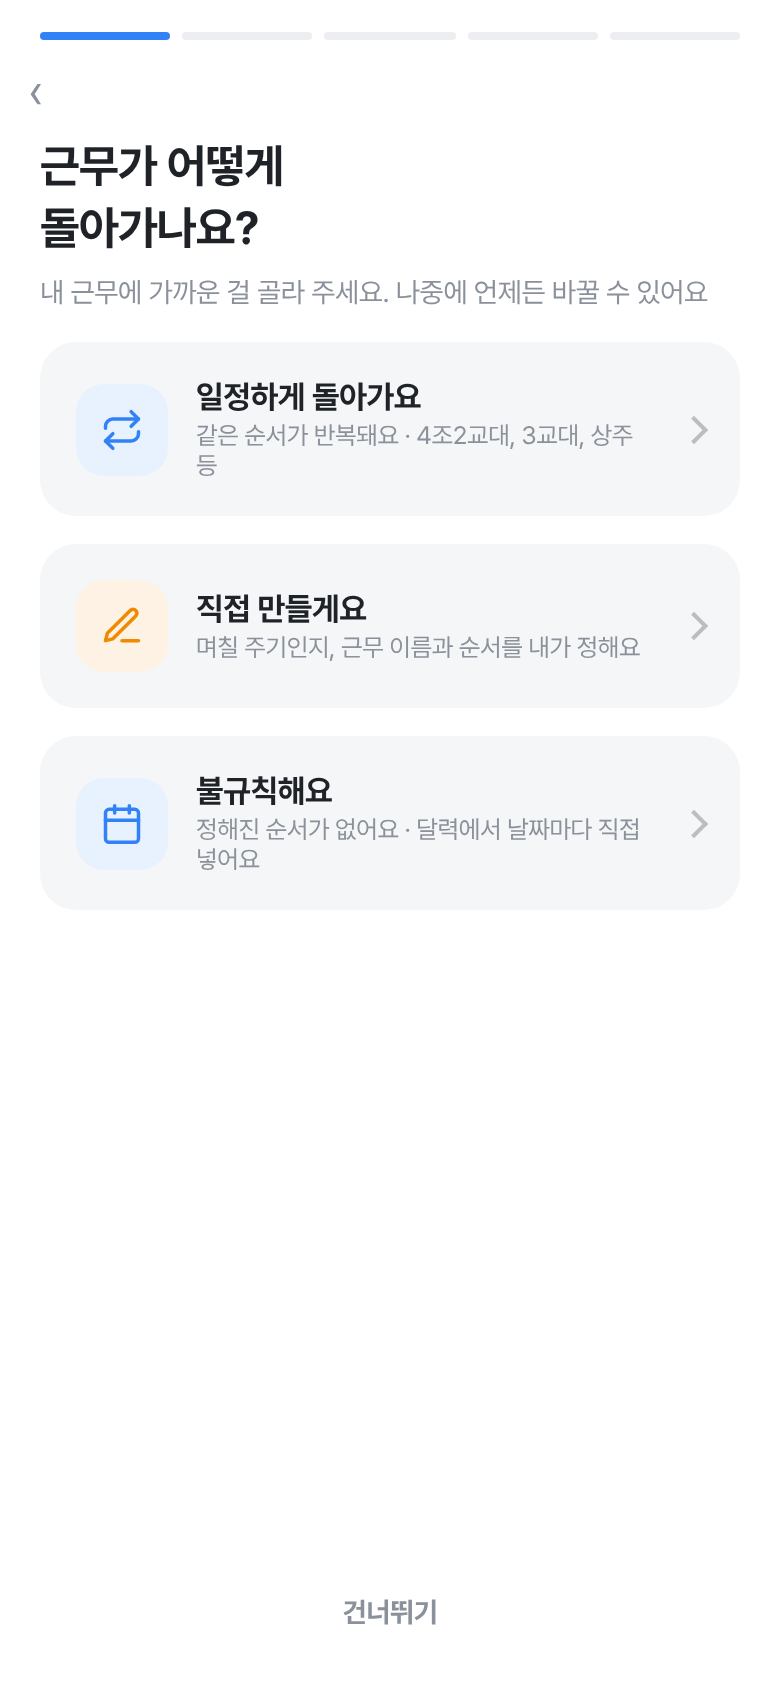 근무가 어떻게
돌아가나요?
내 근무에 가까운 걸 골라 주세요. 나중에 언제든 바꿀 수 있어요
일정하게 돌아가요
같은 순서가 반복돼요 · 4조2교대, 3교대, 상주
등
직접 만들게요
며칠 주기인지, 근무 이름과 순서를 내가 정해요
불규칙해요
정해진 순서가 없어요 · 달력에서 날짜마다 직접
넣어요
건너뛰기